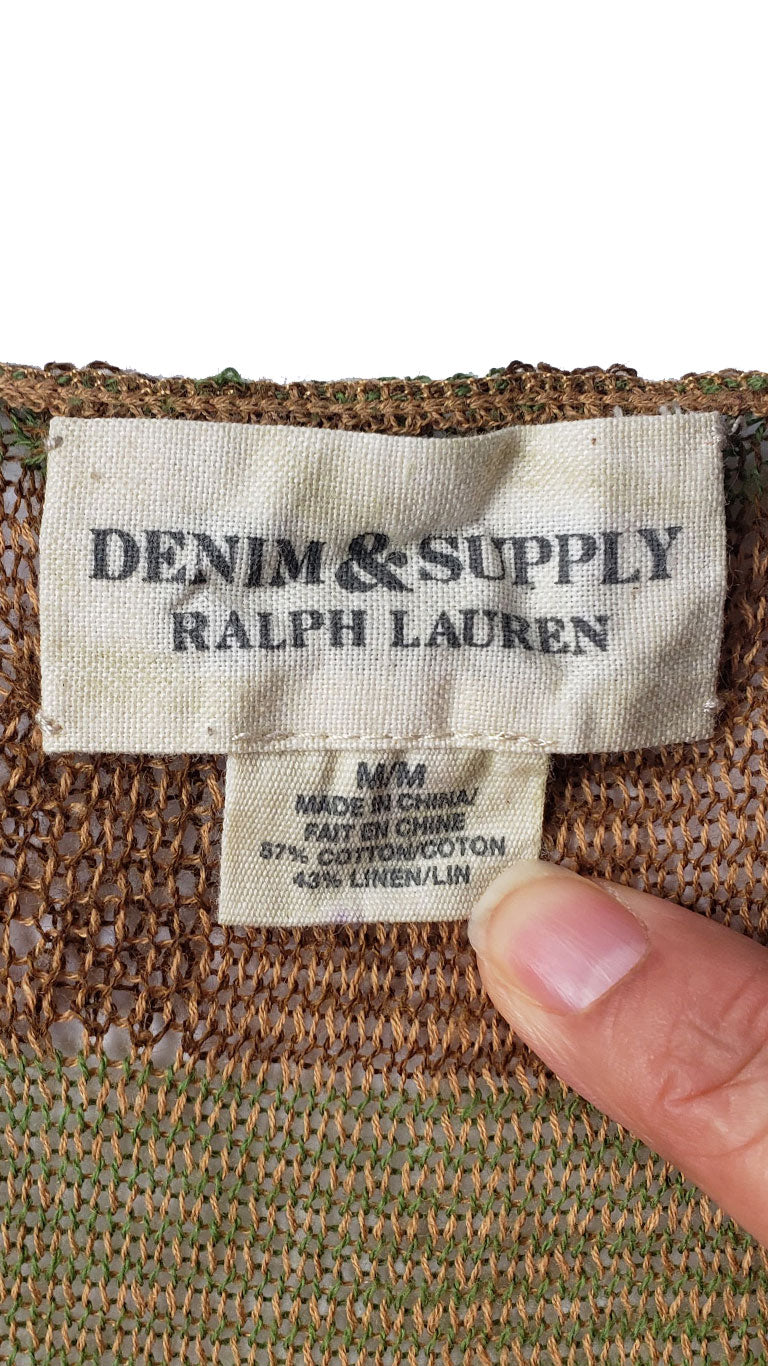 DENIM & SUPPLY
RALPH LAUREN
M/M
MADE IN CHINA/
FAIT EN CHINE
57% COTTON/COTON
43% LINEN/LIN